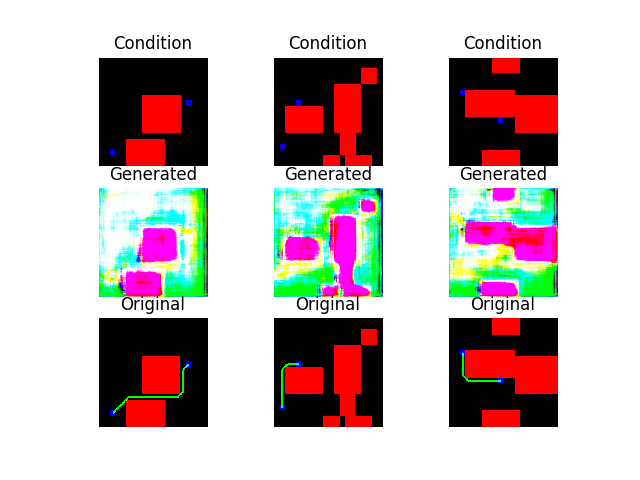 Condition Condition Condition
Generated Generated Generated
Original Original Original